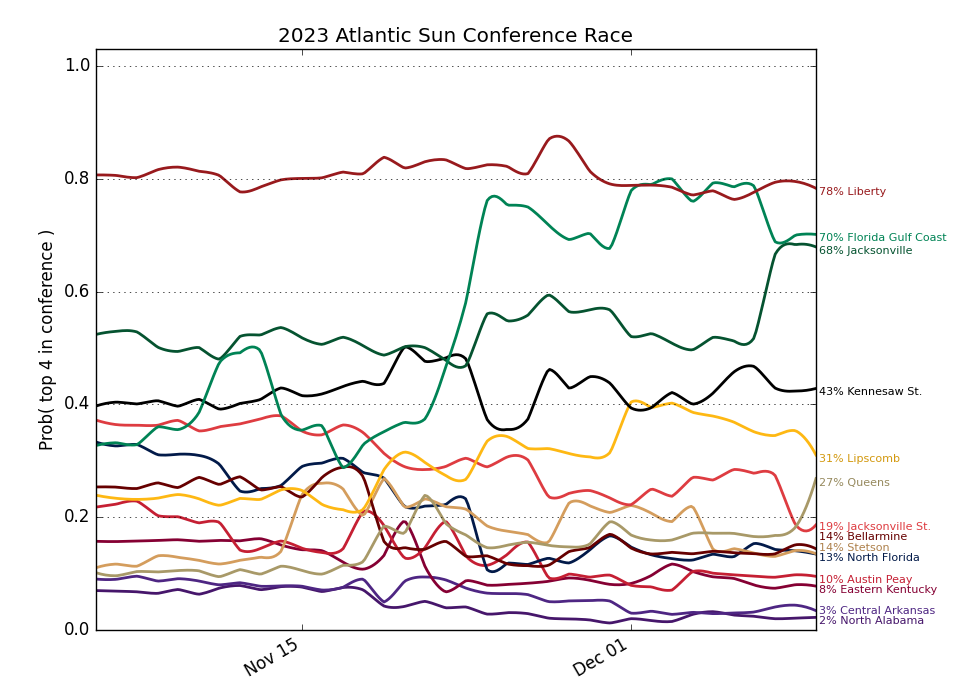 2023 Atlantic Sun Conference Race
Prob( top 4 in conference )
1.0
0.8
0.6
0.4
0.2
0.0
Nov 15
Dec 01
78% Liberty
70% Florida Gulf Coast
68% Jacksonville
43% Kennesaw St.
31% Lipscomb
27% Queens
19% Jacksonville St.
14% Bellarmine
14% Stetson
13% North Florida
10% Austin Peay
8% Eastern Kentucky
3% Central Arkansas
2% North Alabama